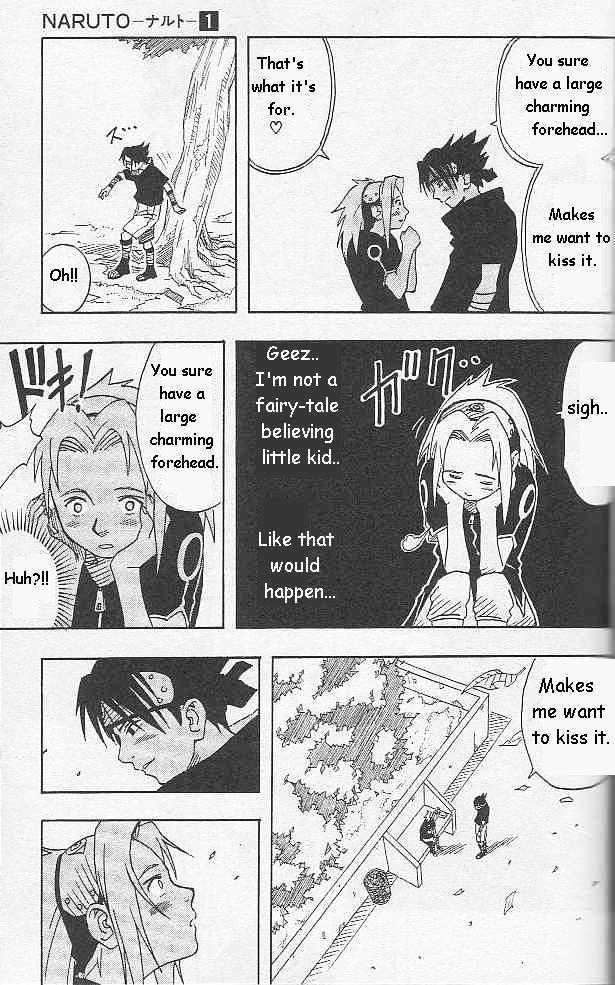 NARUTO－ナルト－1
You sure
have a large
charming
forehead...
Makes
me want to
kiss it.
That's
what it's
for.
♡
ズ…
Oh!!
sigh..
ガクッ…
Geez..
I'm not a
fairy-tale
believing
little kid..
Like that
would
happen...
You sure
have a
large
charming
forehead.
ドキ!
Huh?!!
Makes
me want
to kiss it.